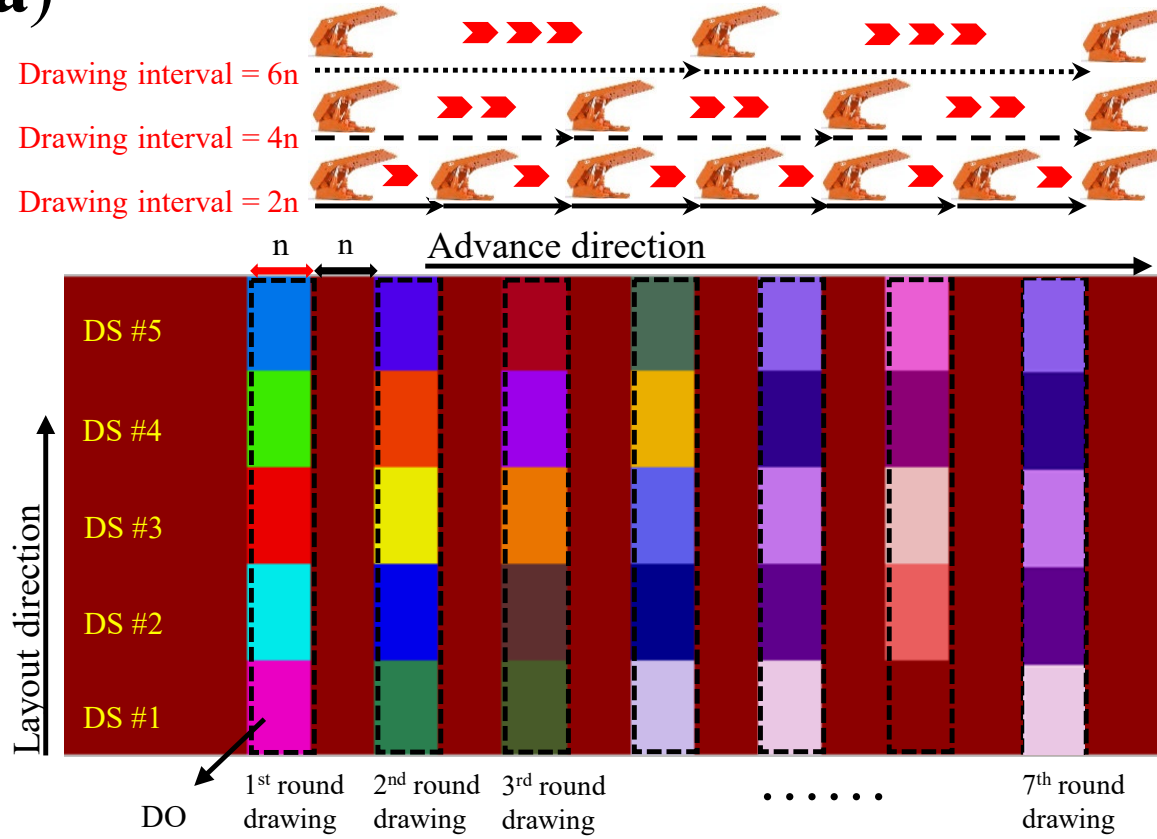 a)
Drawing interval = 6n
Drawing interval = 4n
Drawing interval = 2n
n n Advance direction
DS #5
DS #4
DS #3
DS #2
DS #1
Layout direction
DO
1st round drawing
2nd round drawing
3rd round drawing
. . . . . .
7th round drawing